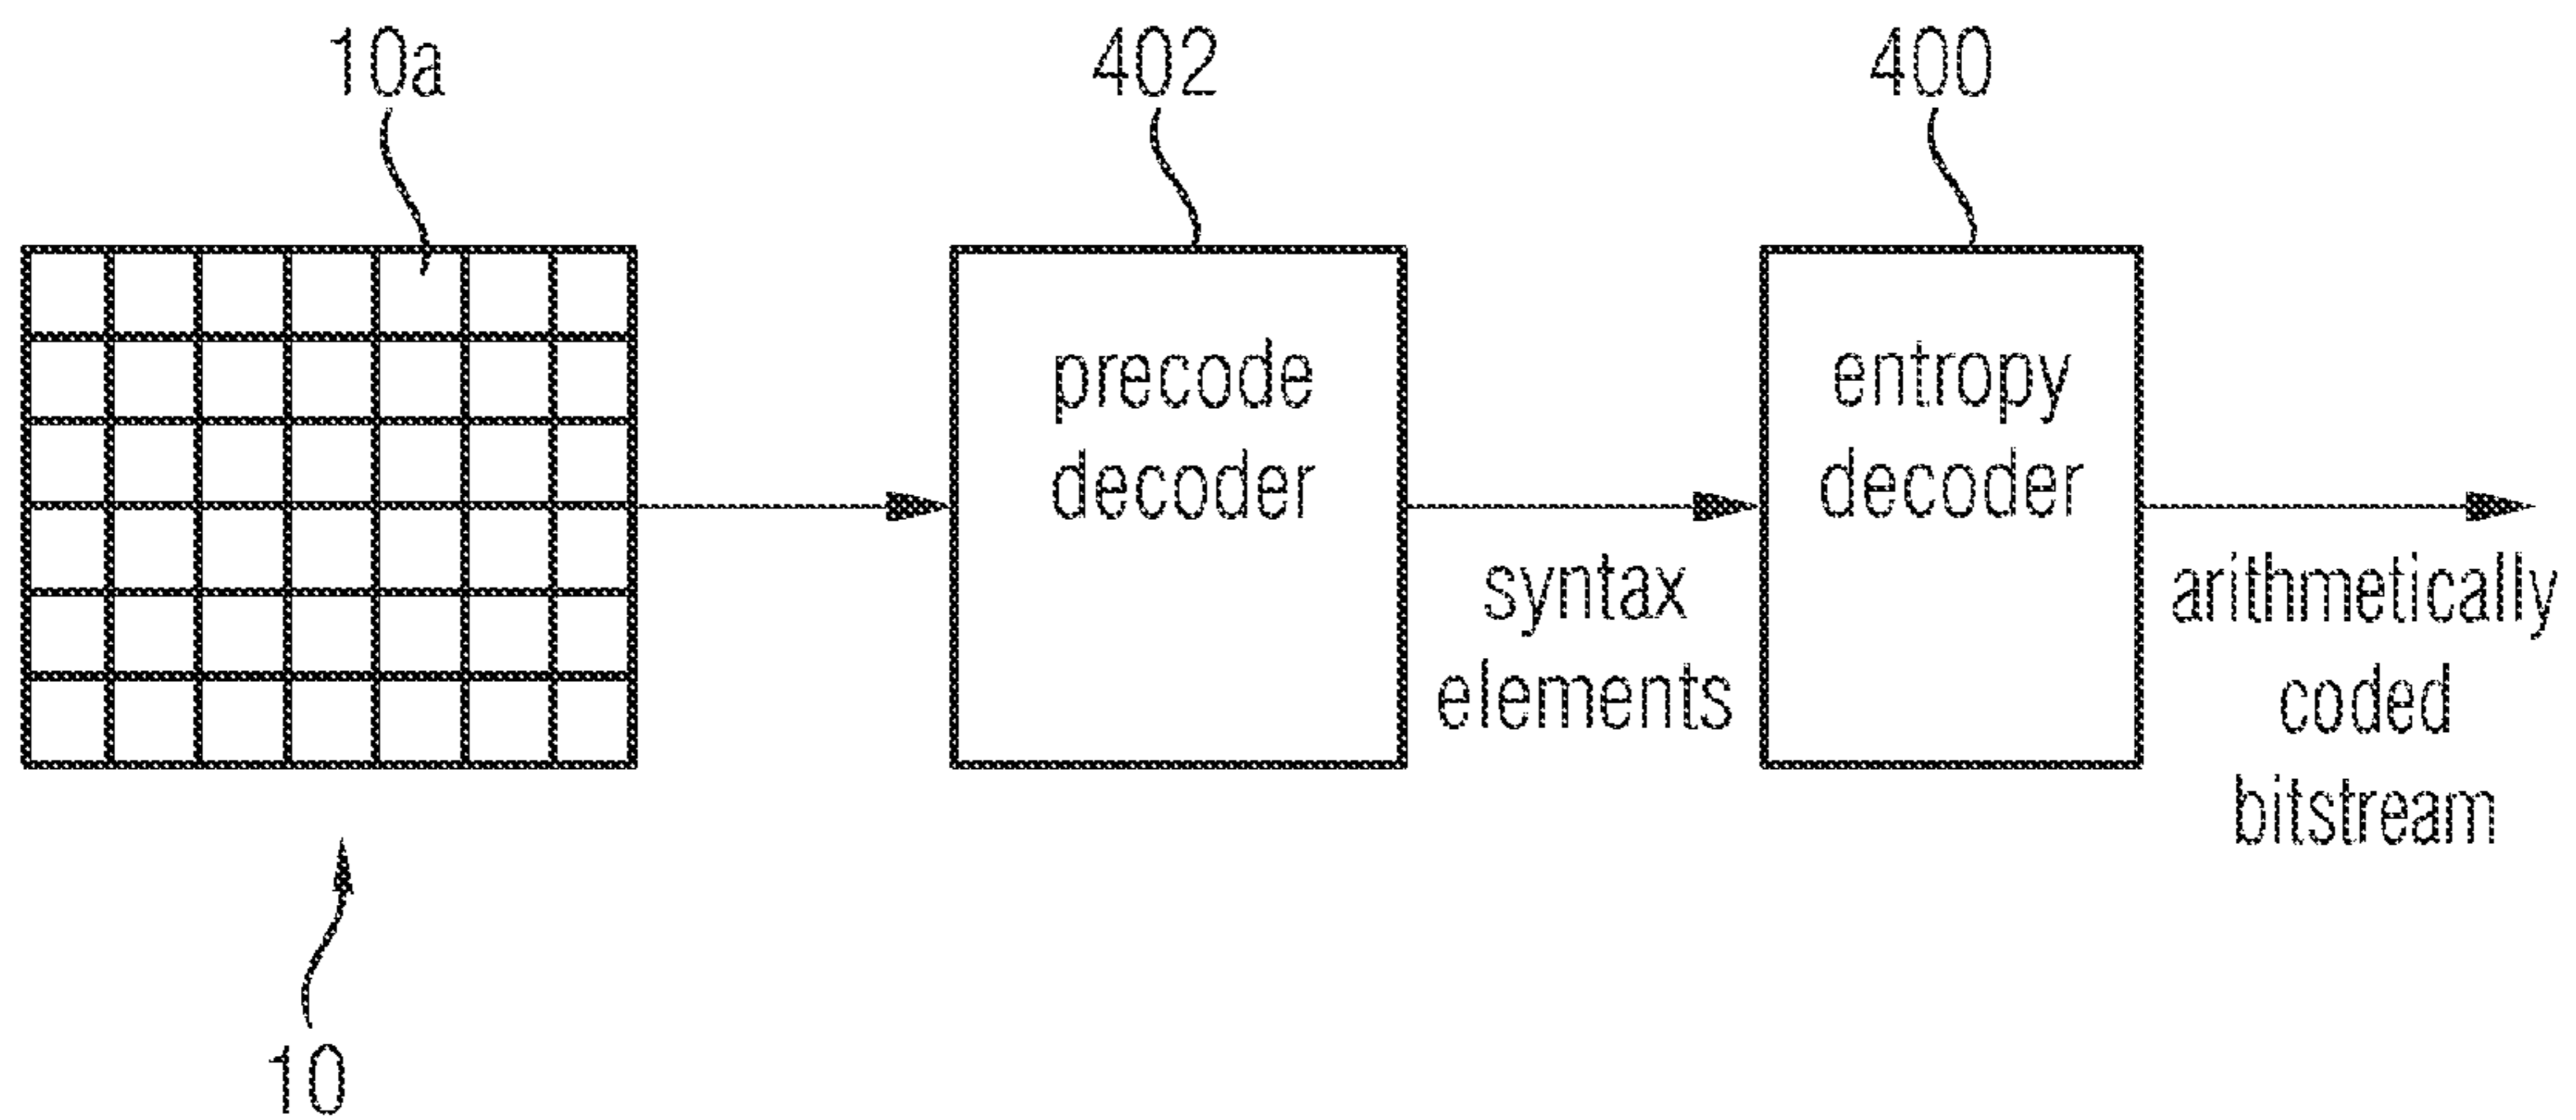 10a
402
400
precode
decoder
entropy
decoder
syntax
elements
arithmetically
coded
bitstream
10